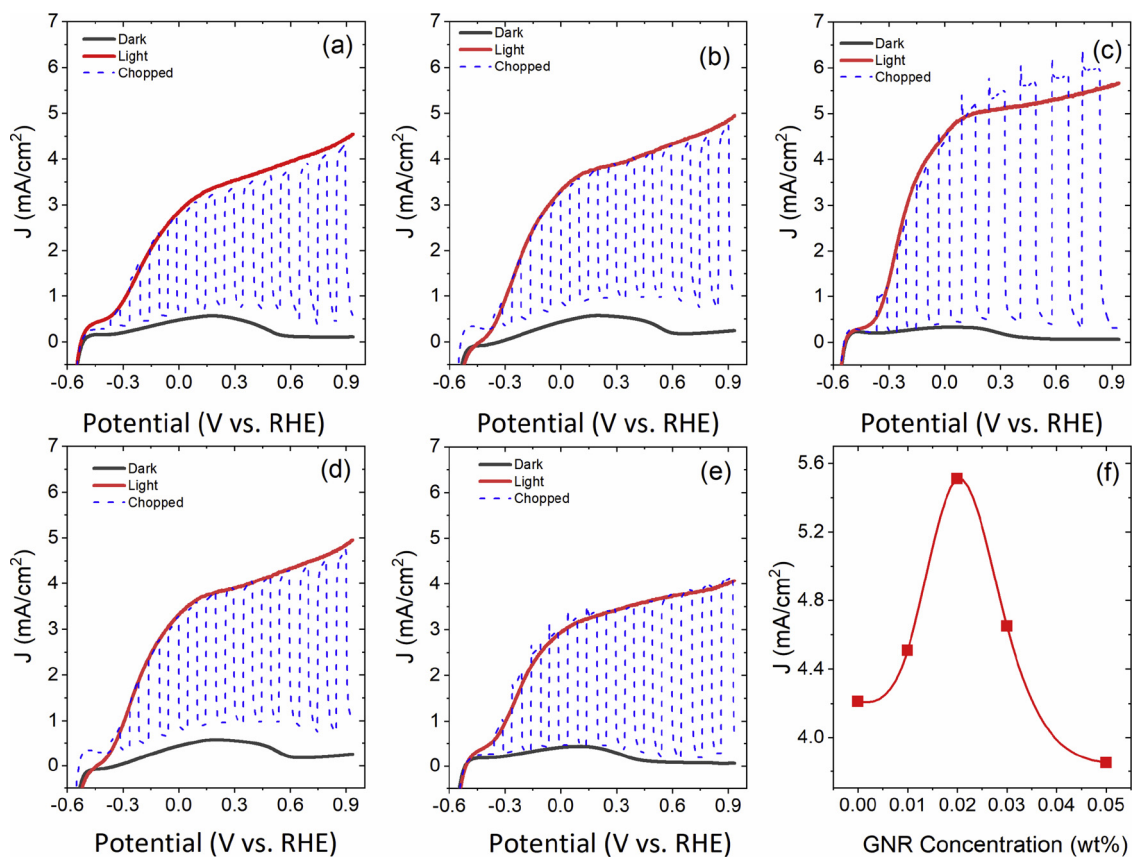 7
6
5
4
3
2
1
0
J (mA/cm²)
Dark
Light
Chopped
(a)
-0.6 -0.3 0.0 0.3 0.6 0.9
Potential (V vs. RHE)
7
6
5
4
3
2
1
0
J (mA/cm²)
Dark
Light
Chopped
(b)
-0.6 -0.3 0.0 0.3 0.6 0.9
Potential (V vs. RHE)
7
6
5
4
3
2
1
0
J (mA/cm²)
Dark
Light
Chopped
(c)
-0.6 -0.3 0.0 0.3 0.6 0.9
Potential (V vs. RHE)
7
6
5
4
3
2
1
0
J (mA/cm²)
Dark
Light
Chopped
(d)
-0.6 -0.3 0.0 0.3 0.6 0.9
Potential (V vs. RHE)
7
6
5
4
3
2
1
0
J (mA/cm²)
Dark
Light
Chopped
(e)
-0.6 -0.3 0.0 0.3 0.6 0.9
Potential (V vs. RHE)
5.6
5.2
4.8
4.4
4.0
J (mA/cm²)
(f)
0.00 0.01 0.02 0.03 0.04 0.05
GNR Concentration (wt%)